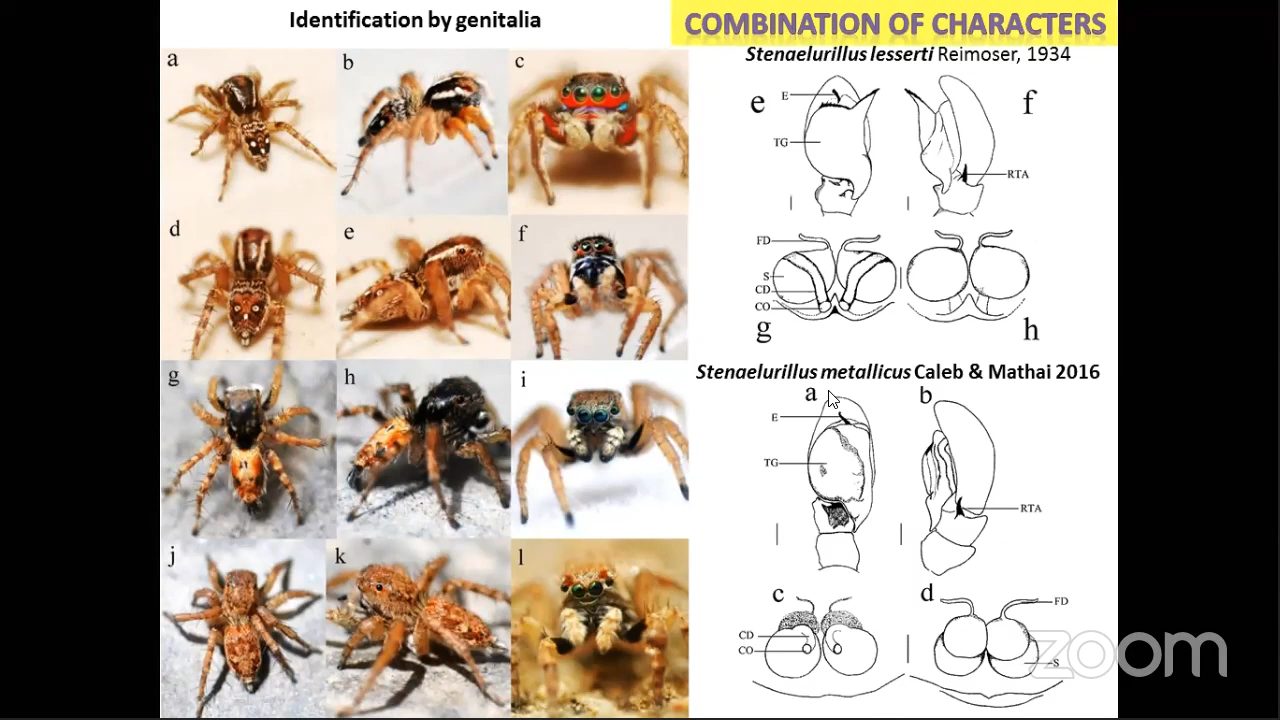 Identification by genitalia
COMBINATION OF CHARACTERS
a
b
c
d
e
f
g
h
i
j
k
l
Stenaelurillus lesserti Reimoser, 1934
e
f
E
TG
RTA
FD
S
CD
CO
g
h
Stenaelurillus metallicus Caleb & Mathai 2016
a
b
E
TG
RTA
c
d
FD
CD
CO
S
zoom